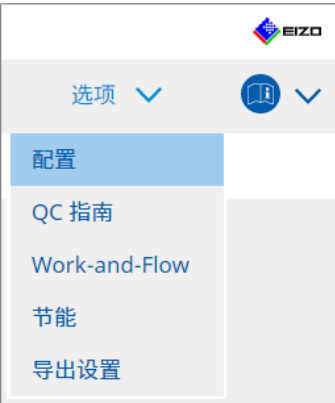 EIZO
选项
配置
QC 指南
Work-and-Flow
节能
导出设置